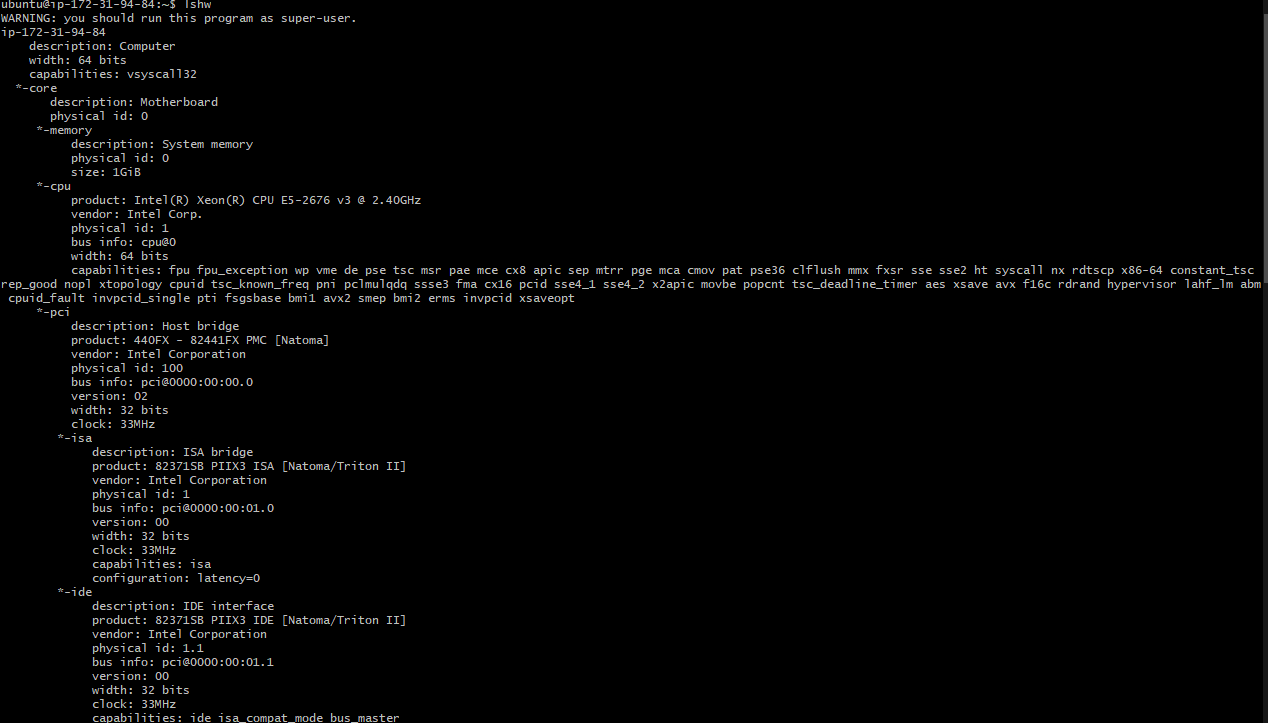 ubuntu@ip-172-31-94-84:~$ lshw
WARNING: you should run this program as super-user.
ip-172-31-94-84
description: Computer
width: 64 bits
capabilities: vsyscall32
*-core
description: Motherboard
physical id: 0
*-memory
description: System memory
physical id: 0
size: 1GiB
*-cpu
product: Intel(R) Xeon(R) CPU E5-2676 v3 @ 2.40GHz
vendor: Intel Corp.
physical id: 1
bus info: cpu@0
width: 64 bits
capabilities: fpu fpu_exception wp vme de pse tsc msr pae mce cx8 apic sep mtrr pge mca cmov pat pse36 clflush mmx fxsr sse sse2 ht syscall nx rdtscp x86-64 constant_tsc
rep_good nopl xtopology cpuid tsc_known_freq pni pclmulqdq ssse3 fma cx16 pcid sse4_1 sse4_2 x2apic movbe popcnt tsc_deadline_timer aes xsave avx f16c rdrand hypervisor lahf_lm abm
cpuid_fault invpcid_single pti fsgsbase bmi1 avx2 smep bmi2 erms invpcid xsaveopt
*-pci
description: Host bridge
product: 440FX - 82441FX PMC [Natoma]
vendor: Intel Corporation
physical id: 100
bus info: pci@0000:00:00.0
version: 02
width: 32 bits
clock: 33MHz
*-isa
description: ISA bridge
product: 82371SB PIIX3 ISA [Natoma/Triton II]
vendor: Intel Corporation
physical id: 1
bus info: pci@0000:00:01.0
version: 00
width: 32 bits
clock: 33MHz
capabilities: isa
configuration: latency=0
*-ide
description: IDE interface
product: 82371SB PIIX3 IDE [Natoma/Triton II]
vendor: Intel Corporation
physical id: 1.1
bus info: pci@0000:00:01.1
version: 00
width: 32 bits
clock: 33MHz
capabilities: ide isa_compat_mode bus_master